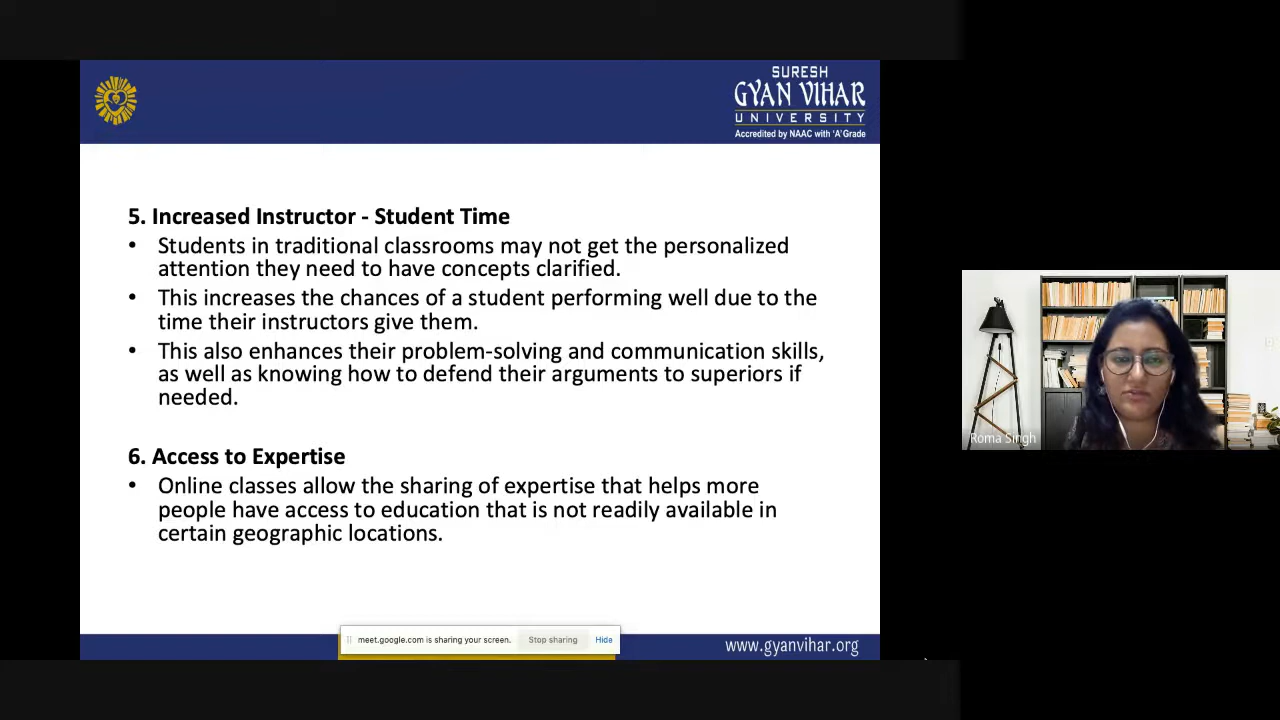 SURESH
GYAN VIHAR
UNIVERSITY
Accredited by NAAC with 'A' Grade
5. Increased Instructor - Student Time
• Students in traditional classrooms may not get the personalized
attention they need to have concepts clarified.
• This increases the chances of a student performing well due to the
time their instructors give them.
• This also enhances their problem-solving and communication skills,
as well as knowing how to defend their arguments to superiors if
needed.
6. Access to Expertise
• Online classes allow the sharing of expertise that helps more
people have access to education that is not readily available in
certain geographic locations.
Roma Singh
meet.google.com is sharing your screen. Stop sharing Hide
www.gyanvihar.org